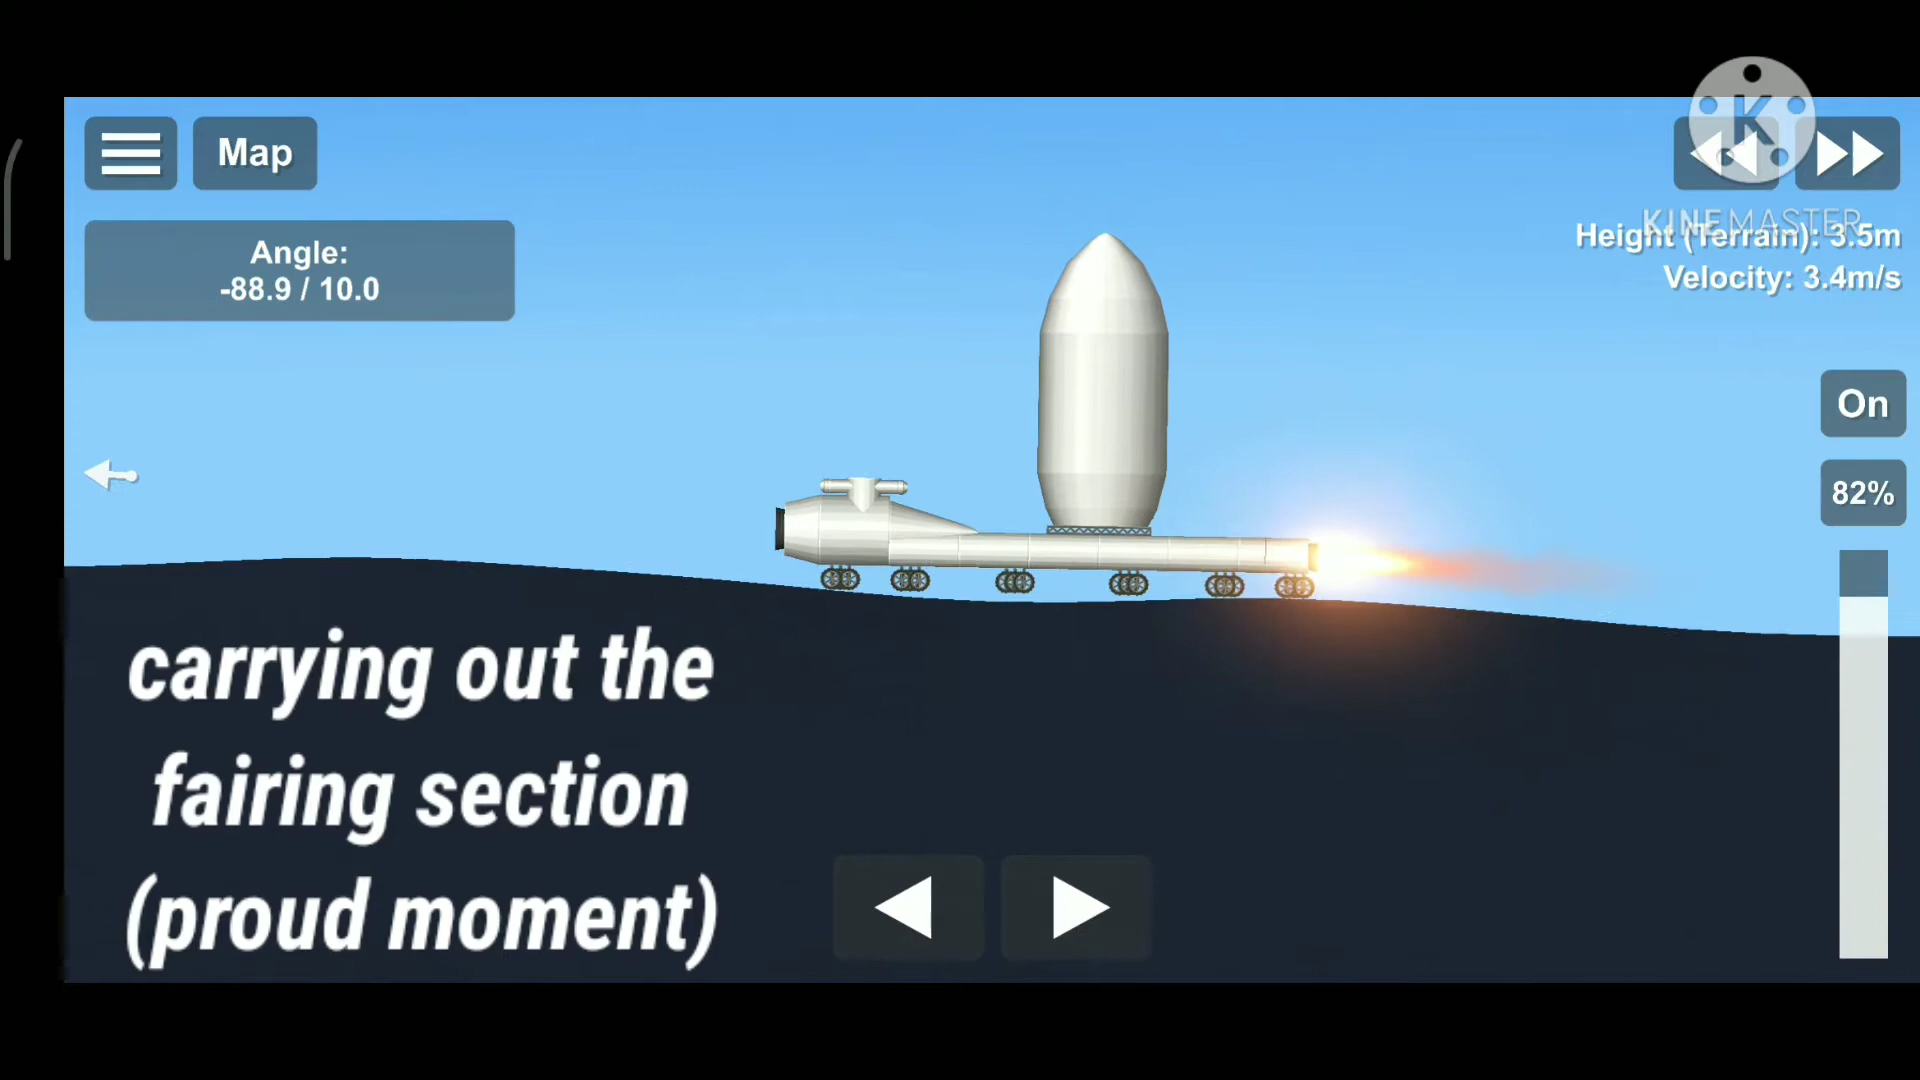 Map
Angle:
-88.9 / 10.0
K
KINEMASTER
Height (Terrain): 3.5m
Velocity: 3.4m/s
On
82%
carrying out the
fairing section
(proud moment)